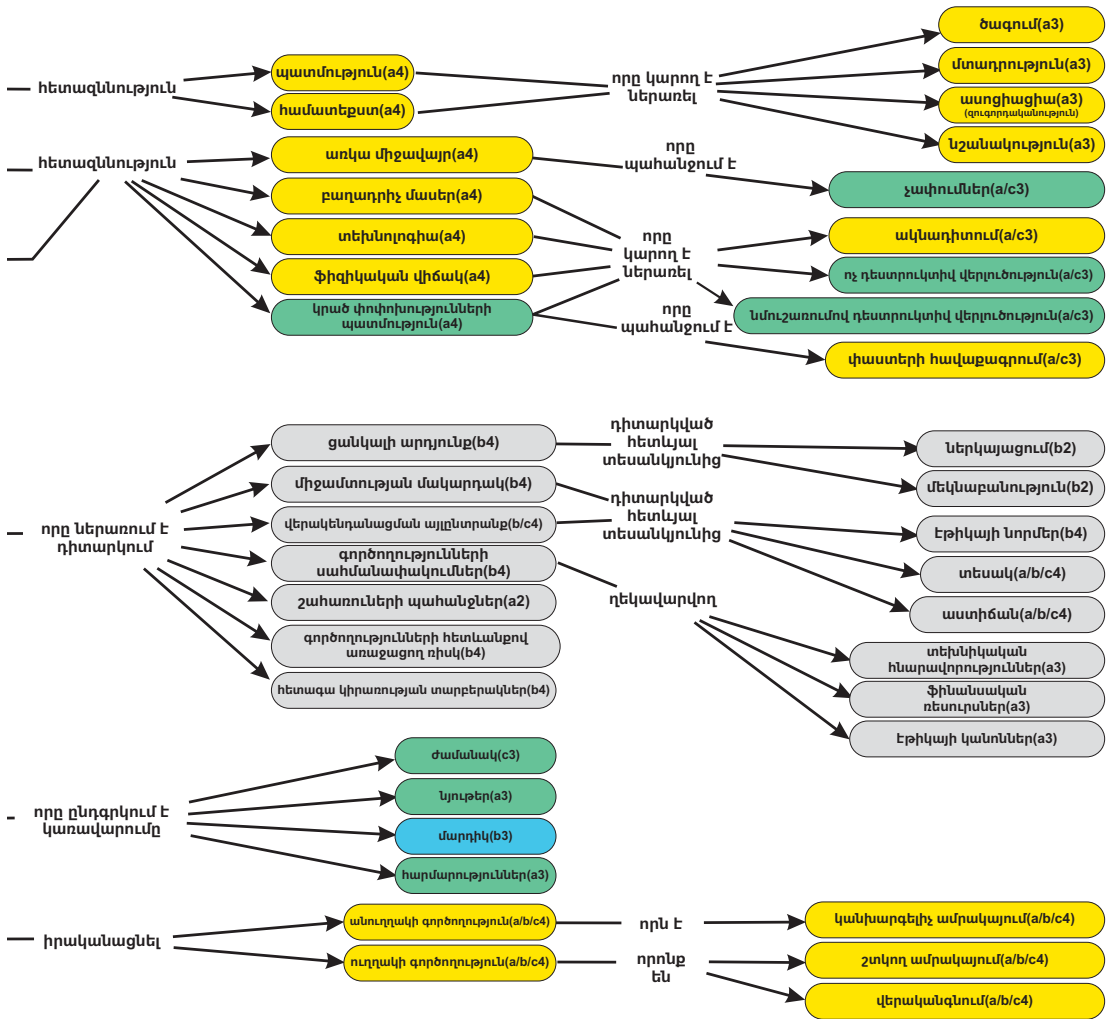 հետազննություն
պատմություն(a4)
համատեքստ(a4)
որը կարող է
ներառել
ծագում(a3)
մտադրություն(a3)
ասոցիացիա(a3)
(զուգորդականություն)
նշանակություն(a3)
հետազննություն
առկա միջավայր(a4)
բաղադրիչ մասեր(a4)
տեխնոլոգիա(a4)
ֆիզիկական վիճակ(a4)
կրած փոփոխությունների
պատմություն(a4)
որը
պահանջում է
չափումներ(a/c3)
որը
կարող է
ներառել
ակնադիտում(a/c3)
ոչ դեստրուկտիվ վերլուծություն(a/c3)
նմուշառումով դեստրուկտիվ վերլուծություն(a/c3)
որը
պահանջում է
փաստերի հավաքագրում(a/c3)
որը ներառում է
դիտարկում
ցանկալի արդյունք(b4)
միջամտության մակարդակ(b4)
վերակենդանացման այլընտրանք(b/c4)
գործողությունների
սահմանափակումներ(b4)
շահառուների պահանջներ(a2)
գործողությունների հետևանքով
առաջացող ռիսկ(b4)
հետագա կիրառության տարբերակներ(b4)
դիտարկված
հետևյալ
տեսանկյունից
ներկայացում(b2)
մեկնաբանություն(b2)
դիտարկված
հետևյալ
տեսանկյունից
էթիկայի նորմեր(b4)
տեսակ(a/b/c4)
աստիճան(a/b/c4)
ղեկավարվող
տեխնիկական
հնարավորություններ(a3)
ֆինանսական
ռեսուրսներ(a3)
էթիկայի կանոններ(a3)
որը ընդգրկում է
կառավարումը
ժամանակ(c3)
նյութեր(a3)
մարդիկ(b3)
հարմարություններ(a3)
իրականացնել
անուղղակի գործողություն(a/b/c4)
ուղղակի գործողություն(a/b/c4)
որն է
որոնք
են
կանխարգելիչ ամրակայում(a/b/c4)
շտկող ամրակայում(a/b/c4)
վերականգնում(a/b/c4)